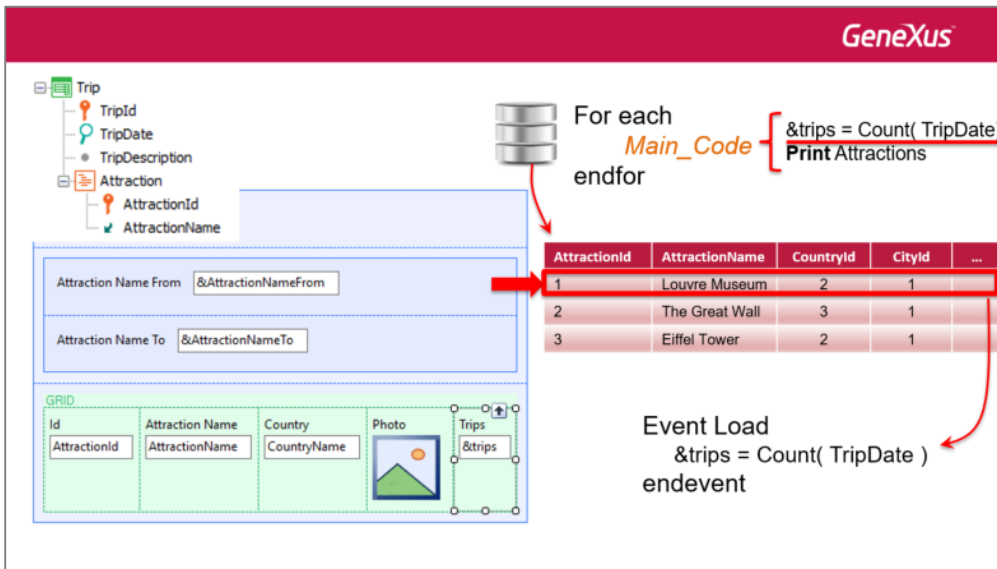 GeneXus
Trip
TripId
TripDate
TripDescription
Attraction
AttractionId
AttractionName
For each
Main_Code
endfor
&trips = Count( TripDate)
Print Attractions
Attraction Name From &AttractionNameFrom
Attraction Name To &AttractionNameTo
AttractionId AttractionName CountryId CityId ...
1 Louvre Museum 2 1
2 The Great Wall 3 1
3 Eiffel Tower 2 1
GRID
Id Attraction Name Country Photo Trips
AttractionId AttractionName CountryName &trips
Event Load
&trips = Count( TripDate )
endevent